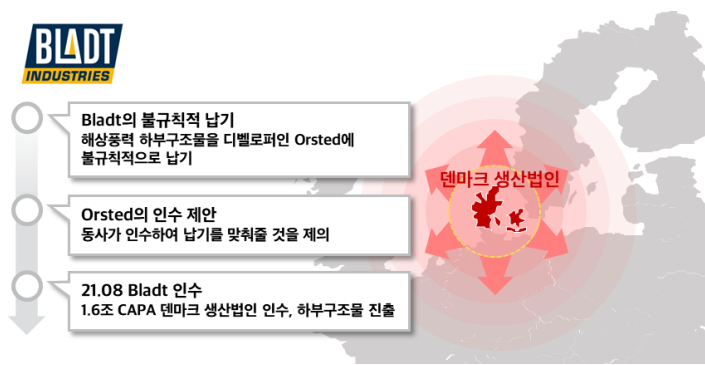 BLADT
INDUSTRIES
Bladt의 불규칙적 납기
해상풍력 하부구조물을 디벨로퍼인 Orsted에
불규칙적으로 납기
Orsted의 인수 제안
동사가 인수하여 납기를 맞춰줄 것을 제의
21.08 Bladt 인수
1.6조 CAPA 덴마크 생산법인 인수, 하부구조물 진출
덴마크 생산법인